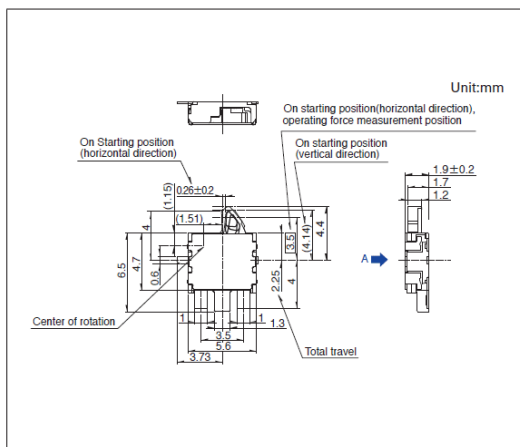 Unit:mm
On starting position(horizontal direction),
operating force measurement position
On Starting position
(horizontal direction)
On starting position
(vertical direction)
1.9±0.2
1.7
1.2
0.26±0.2
(1.15)
4
(1.51)
3.5
(4.14)
4.4
6.5
4.7
0.6
2.25
4
A
Center of rotation
1
1
1.3
3.5
5.6
3.73
Total travel